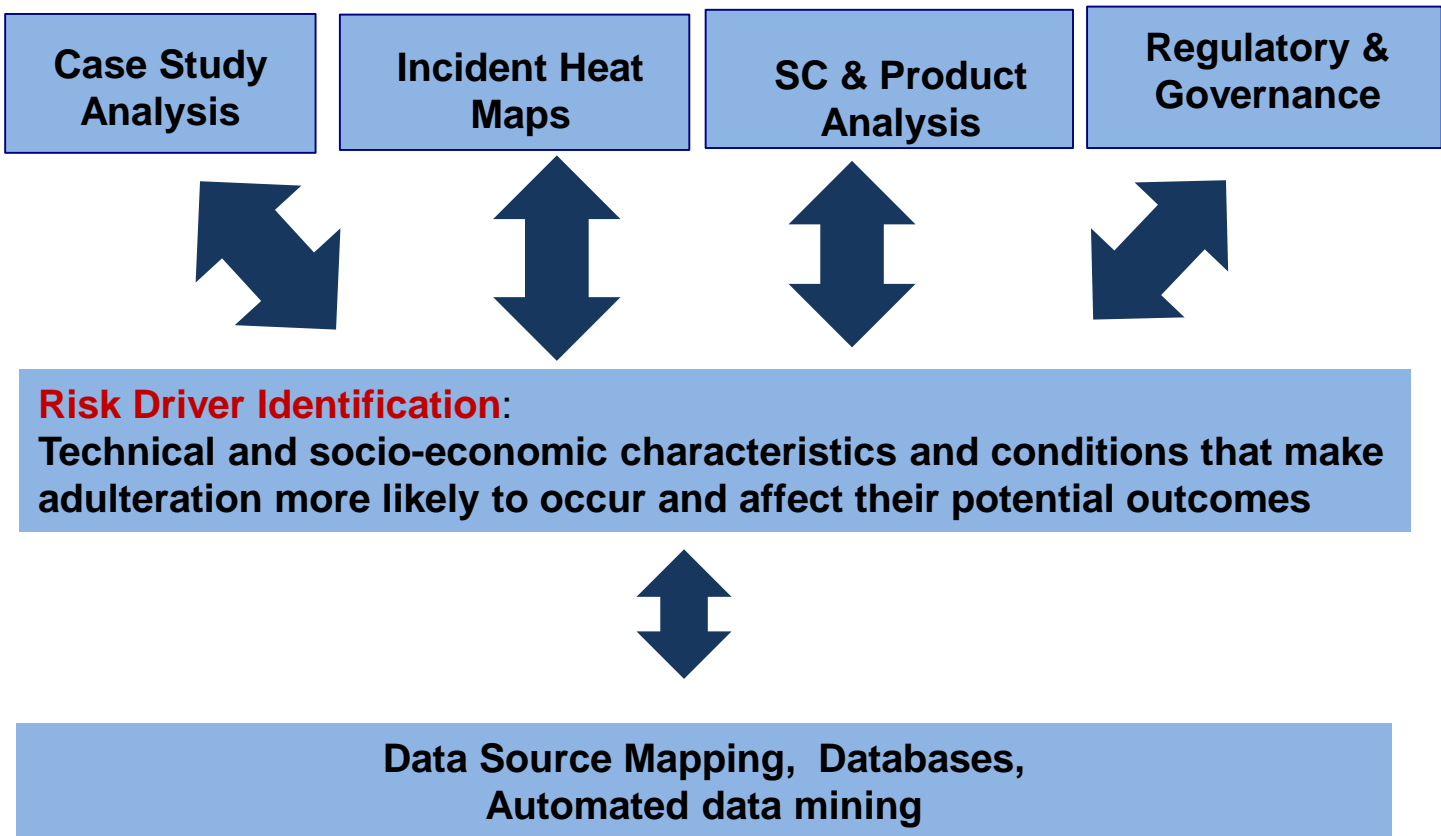 Case Study
Analysis
Incident Heat
Maps
SC & Product
Analysis
Regulatory &
Governance
Risk Driver Identification:
Technical and socio-economic characteristics and conditions that make
adulteration more likely to occur and affect their potential outcomes
Data Source Mapping, Databases,
Automated data mining